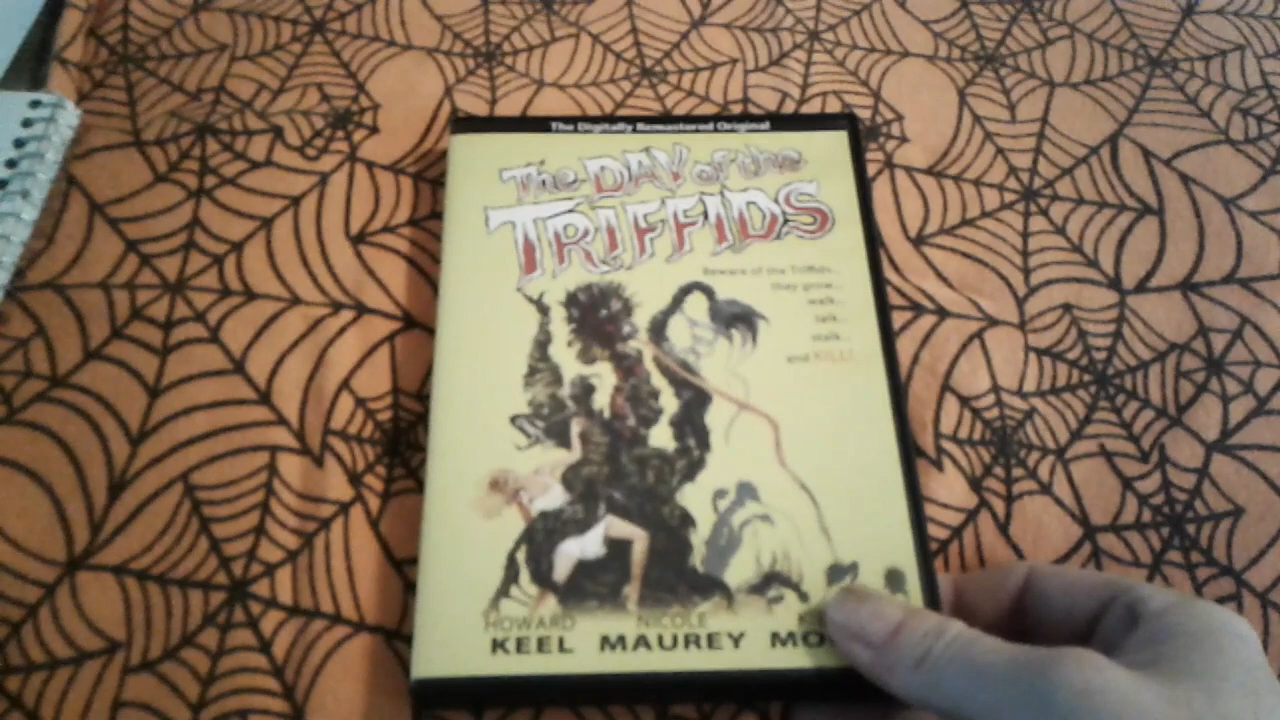 The Digitally Remastered Original
The DAY of the
TRIFFIDS
Beware of the Triffids...
they grow...
walk...
talk...
stalk...
and KILL!
HOWARD NICOLE
KEEL MAUREY MO